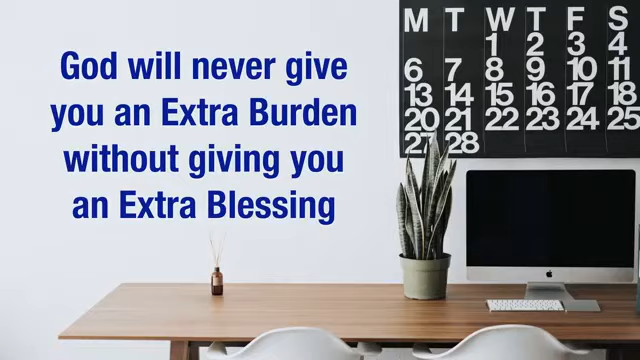 God will never give
you an Extra Burden
without giving you
an Extra Blessing
M T W T F S
1 2 3 4
6 7 8 9 10 11
13 14 15 16 17 18
20 21 22 23 24 25
27 28